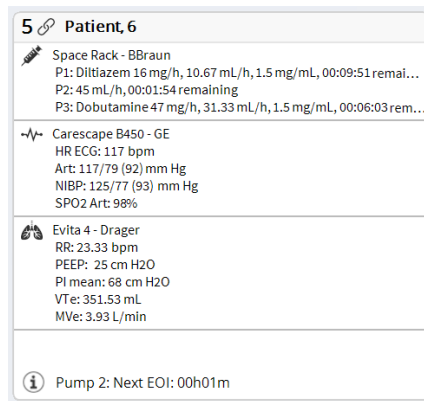 5 Patient, 6
Space Rack - BBraun
P1: Diltiazem 16 mg/h, 10.67 mL/h, 1.5 mg/mL, 00:09:51 remai...
P2: 45 mL/h, 00:01:54 remaining
P3: Dobutamine 47 mg/h, 31.33 mL/h, 1.5 mg/mL, 00:06:03 rem...
Carescape B450 - GE
HR ECG: 117 bpm
Art: 117/79 (92) mm Hg
NIBP: 125/77 (93) mm Hg
SPO2 Art: 98%
Evita 4 - Drager
RR: 23.33 bpm
PEEP: 25 cm H2O
PI mean: 68 cm H2O
VTe: 351.53 mL
MVe: 3.93 L/min
Pump 2: Next EOI: 00h01m